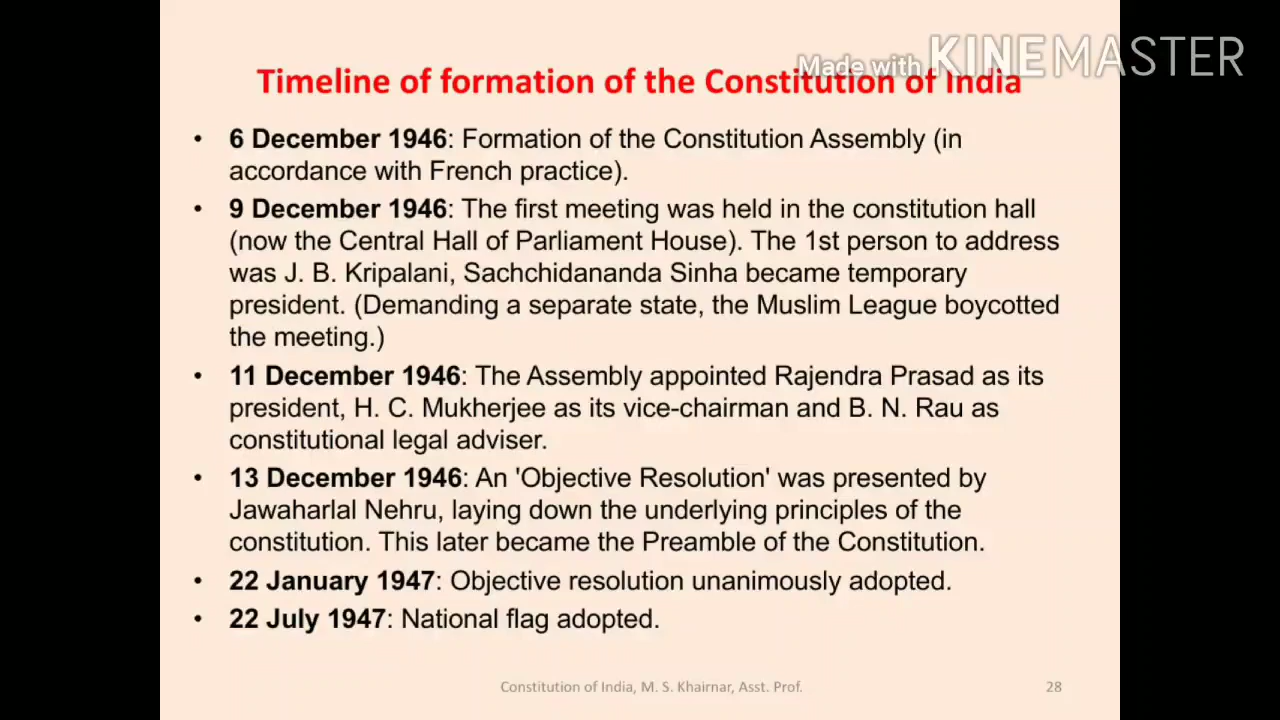 Made with KINEMASTER
Timeline of formation of the Constitution of India
• 6 December 1946: Formation of the Constitution Assembly (in
accordance with French practice).
• 9 December 1946: The first meeting was held in the constitution hall
(now the Central Hall of Parliament House). The 1st person to address
was J. B. Kripalani, Sachchidananda Sinha became temporary
president. (Demanding a separate state, the Muslim League boycotted
the meeting.)
• 11 December 1946: The Assembly appointed Rajendra Prasad as its
president, H. C. Mukherjee as its vice-chairman and B. N. Rau as
constitutional legal adviser.
• 13 December 1946: An 'Objective Resolution' was presented by
Jawaharlal Nehru, laying down the underlying principles of the
constitution. This later became the Preamble of the Constitution.
• 22 January 1947: Objective resolution unanimously adopted.
• 22 July 1947: National flag adopted.
Constitution of India, M. S. Khairnar, Asst. Prof. 28